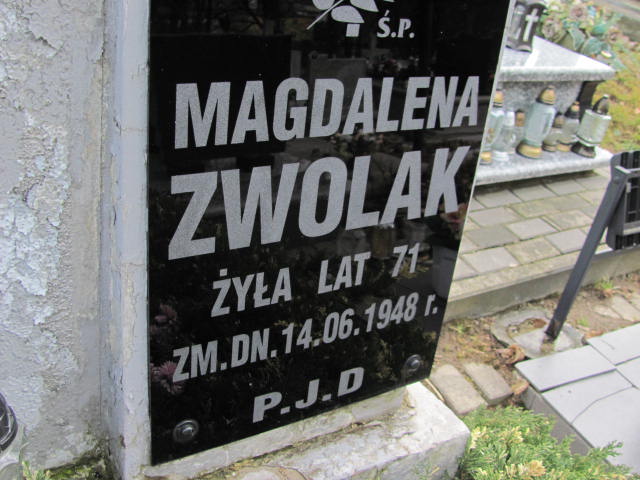 Ś.P.
MAGDALENA
ZWOLAK
ŻYŁA LAT 71
ZM.DN.14.06.1948 r.
P.J.D